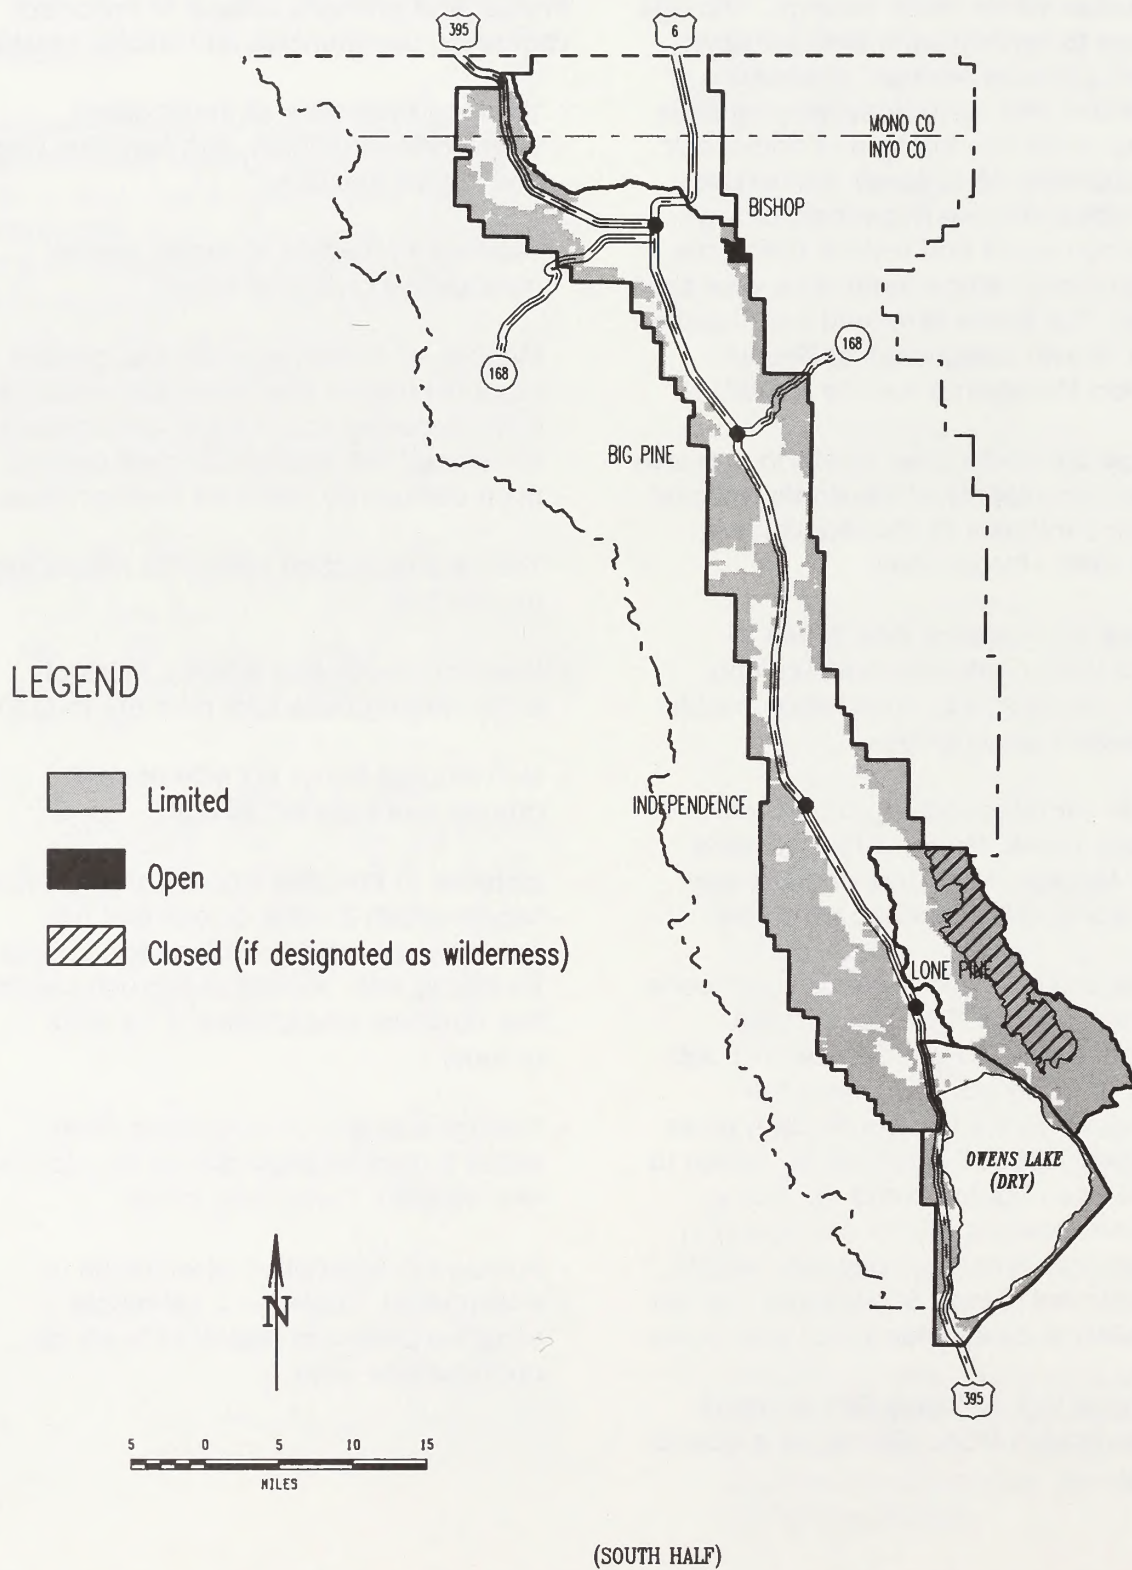 395
6
MONO CO
INYO CO
BISHOP
168
168
BIG PINE
LEGEND
Limited
Open
Closed (if designated as wilderness)
INDEPENDENCE
LONE PINE
OWENS LAKE
(DRY)
N
395
5 0 5 10 15
MILES
(SOUTH HALF)